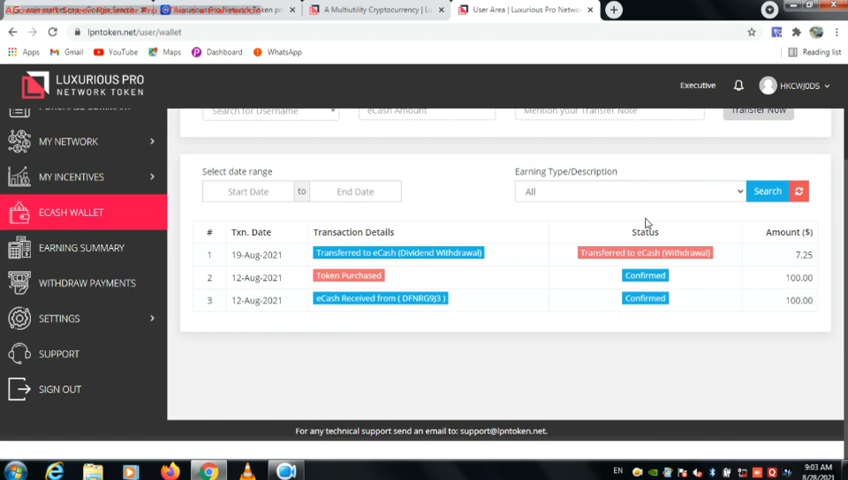 A Multiutility Cryptocurrency | Lu
User Area | Luxurious Pro Netwo
lpntoken.net/user/wallet
Apps
Gmail
YouTube
Maps
Dashboard
WhatsApp
Reading list
LUXURIOUS PRO
NETWORK TOKEN
Executive
HKCWJ0DS
PURCHASE SUMMARY
Search for Username
eCash Amount
Mention your Transfer Note
Transfer Now
MY NETWORK
MY INCENTIVES
ECASH WALLET
EARNING SUMMARY
WITHDRAW PAYMENTS
SETTINGS
SUPPORT
SIGN OUT
Select date range
Earning Type/Description
Start Date to End Date
All
Search
# Txn. Date Transaction Details Status Amount ($)
1 19-Aug-2021 Transferred to eCash (Dividend Withdrawal) Transferred to eCash (Withdrawal) 7.25
2 12-Aug-2021 Token Purchased Confirmed 100.00
3 12-Aug-2021 eCash Received from ( DFNRG9J3 ) Confirmed 100.00
For any technical support send an email to: support@lpntoken.net.
EN
9:03 AM
8/28/2021